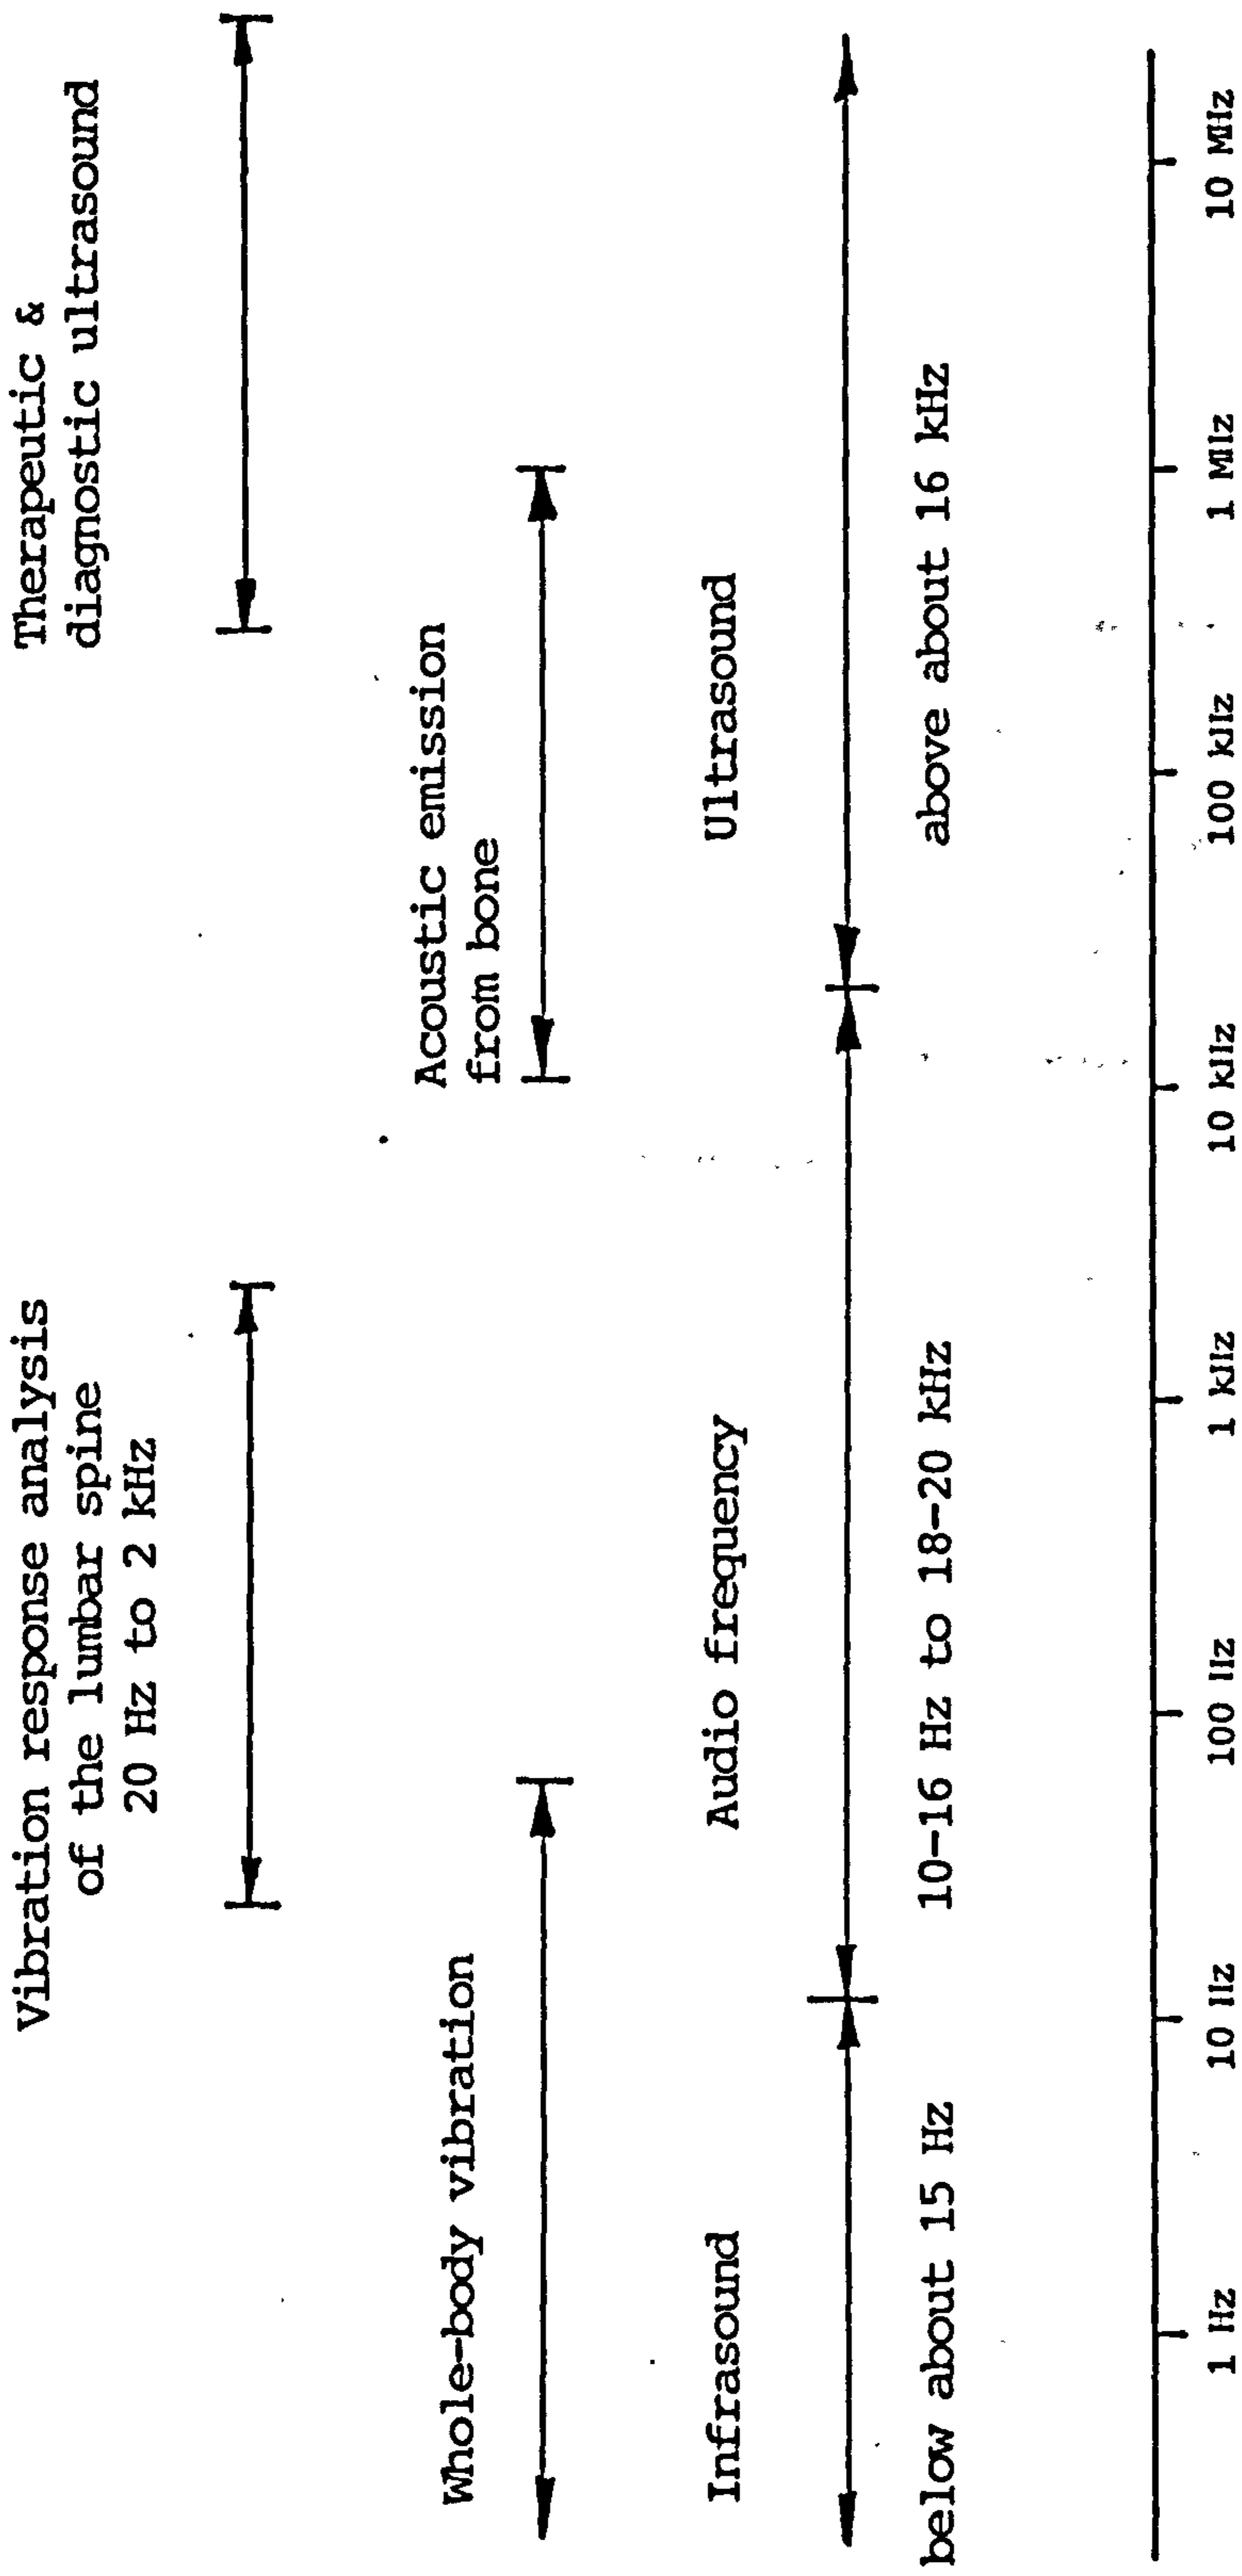 Vibration response analysis
of the lumbar spine
20 Hz to 2 kHz
Therapeutic &
diagnostic ultrasound
Whole-body vibration
Acoustic emission
from bone
Infrasound
Audio frequency
Ultrasound
below about 15 Hz
10-16 Hz to 18-20 kHz
above about 16 kHz
1 Hz
10 Hz
100 Hz
1 kHz
10 kHz
100 kHz
1 MHz
10 MHz